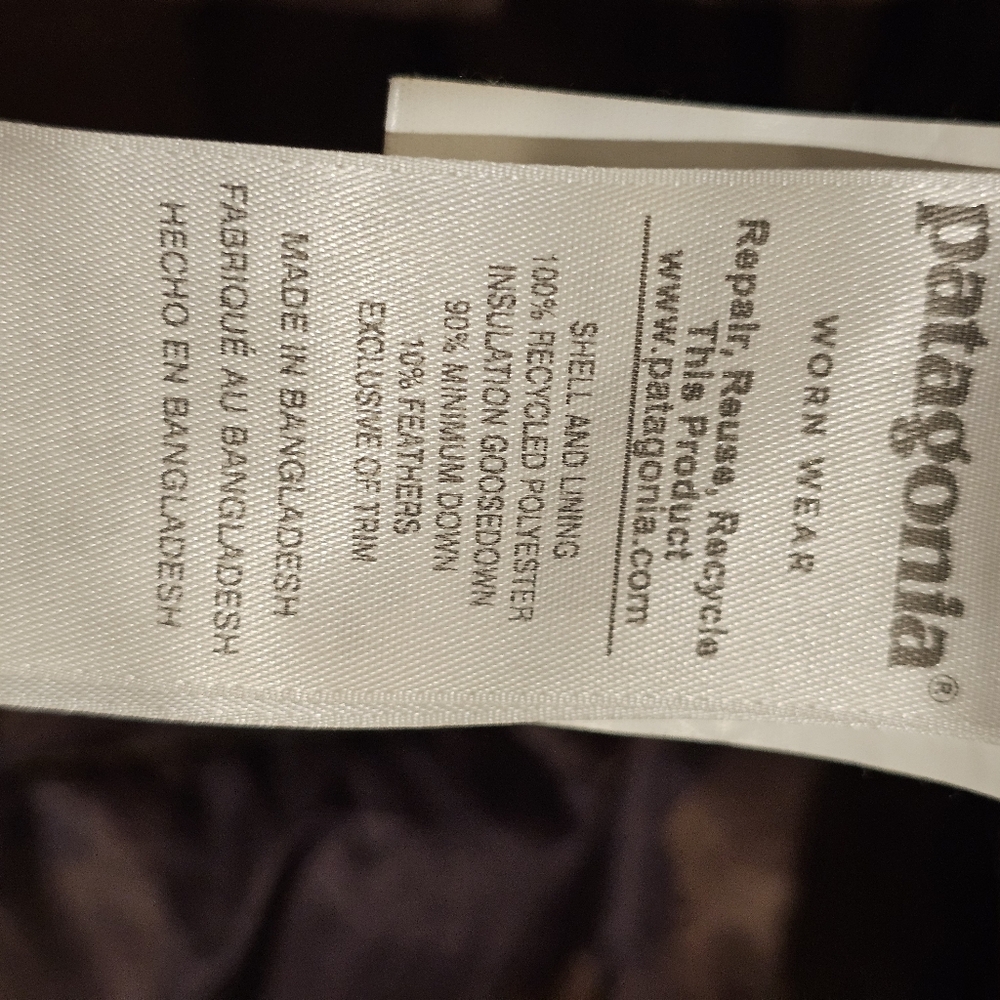 patagonia®
WORN WEAR
Repair, Reuse, Recycle
This Product
www.patagonia.com
SHELL AND LINING
100% RECYCLED POLYESTER
INSULATION GOOSEDOWN
90% MINIMUM DOWN
10% FEATHERS
EXCLUSIVE OF TRIM
MADE IN BANGLADESH
FABRIQUÉ AU BANGLADESH
HECHO EN BANGLADESH